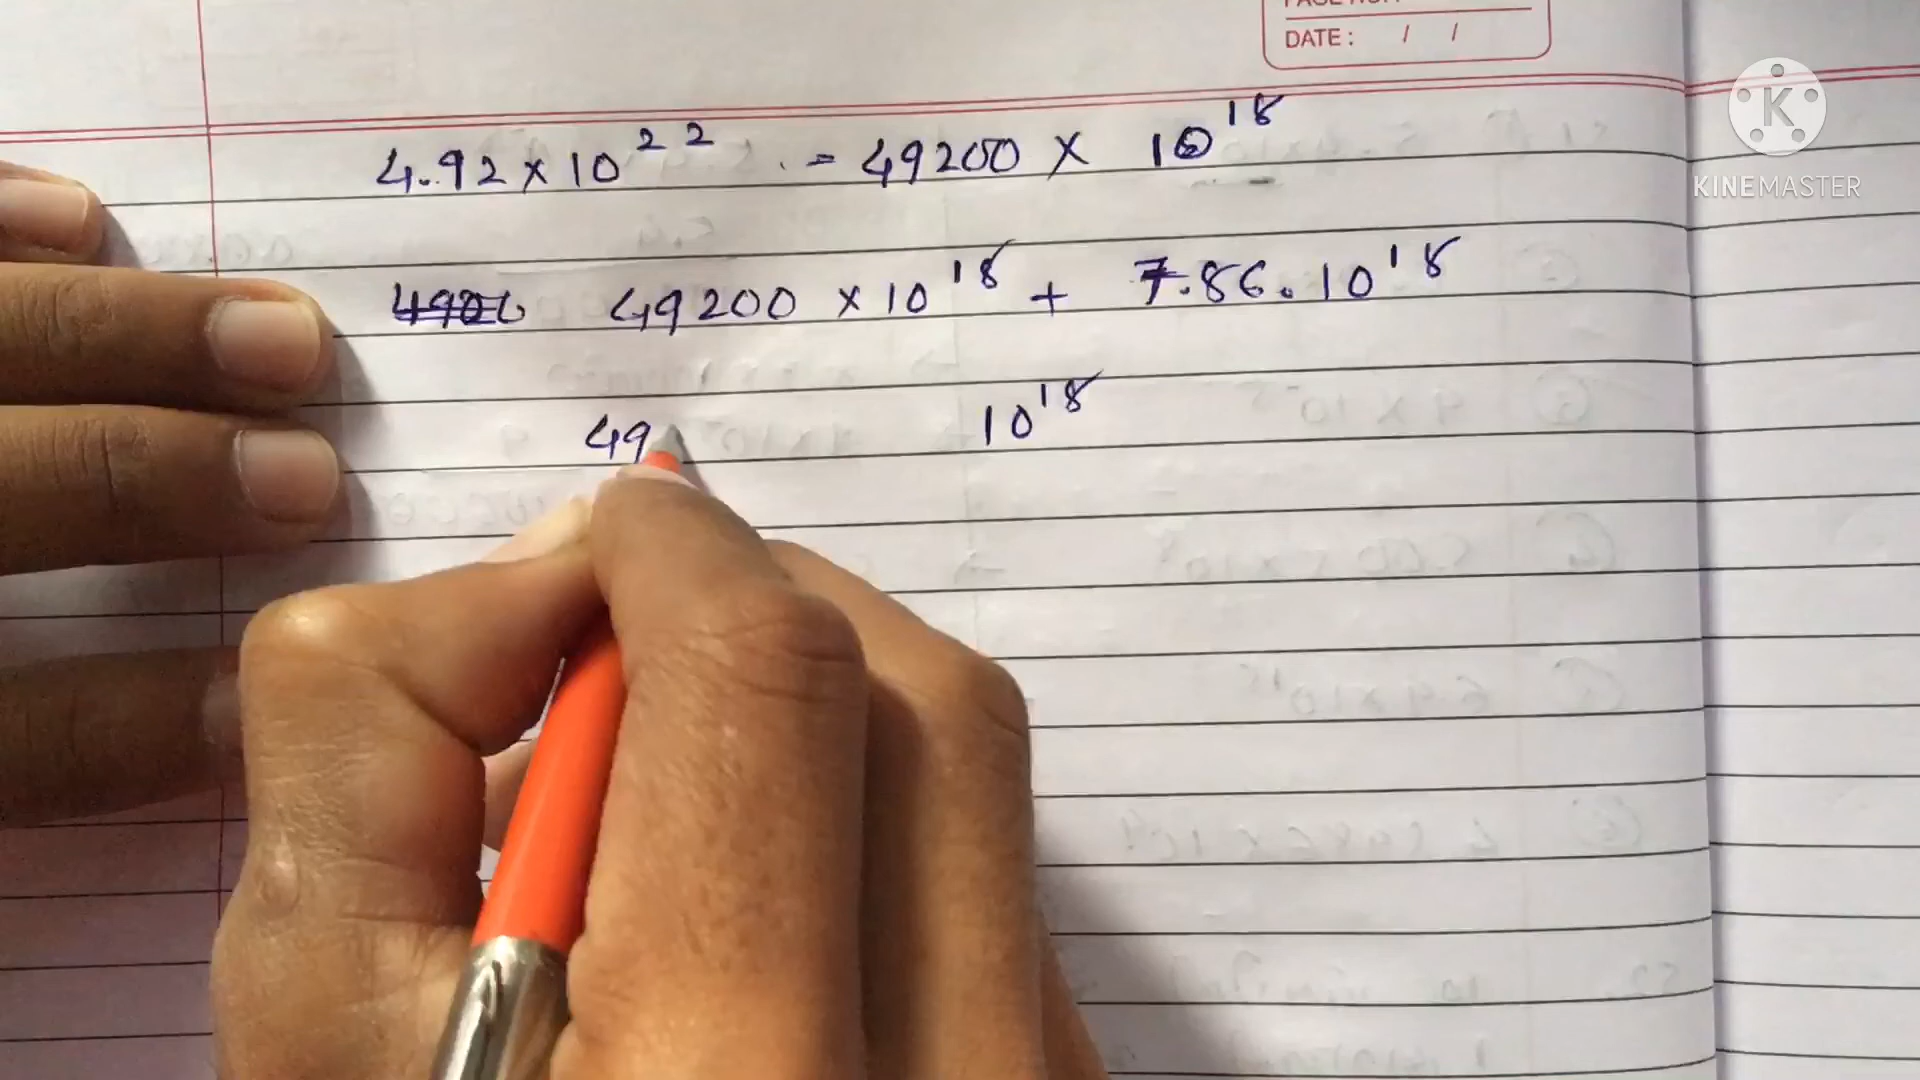 DATE : / /
KINEMASTER
4.92 × 10²² = 49200 × 10¹⁸
49200 × 10¹⁸ + 7.86.10¹⁸
49 10¹⁸